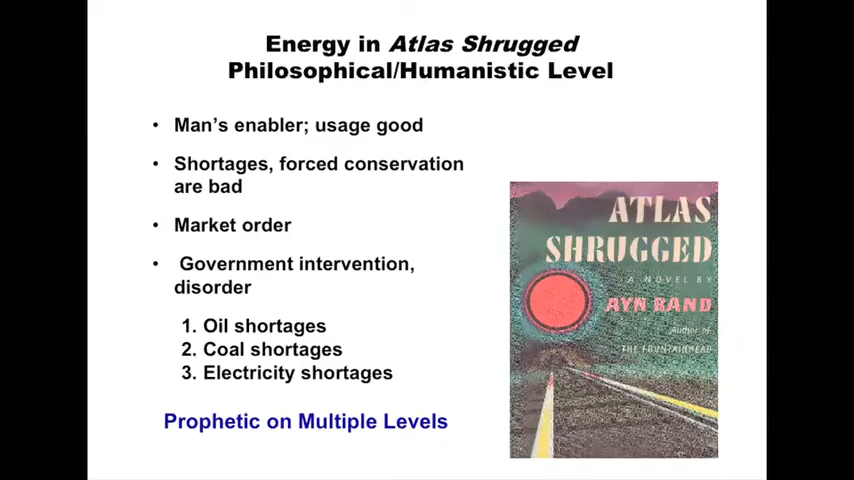 Energy in Atlas Shrugged
Philosophical/Humanistic Level
• Man's enabler; usage good
• Shortages, forced conservation
are bad
• Market order
• Government intervention,
disorder
1. Oil shortages
2. Coal shortages
3. Electricity shortages
Prophetic on Multiple Levels
ATLAS
SHRUGGED
A NOVEL BY
AYN RAND
Author of
THE FOUNTAINHEAD